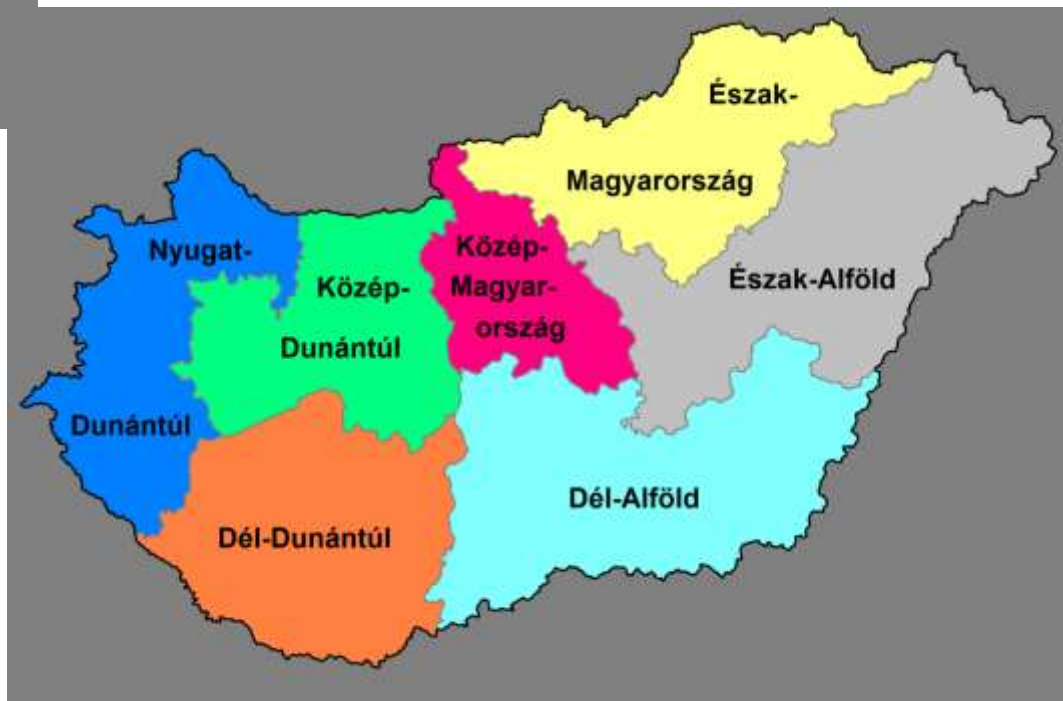 Észak-
Magyarország
Nyugat-
Dunántúl
Közép-
Dunántúl
Közép-
Magyar-
ország
Észak-Alföld
Dél-Alföld
Dél-Dunántúl